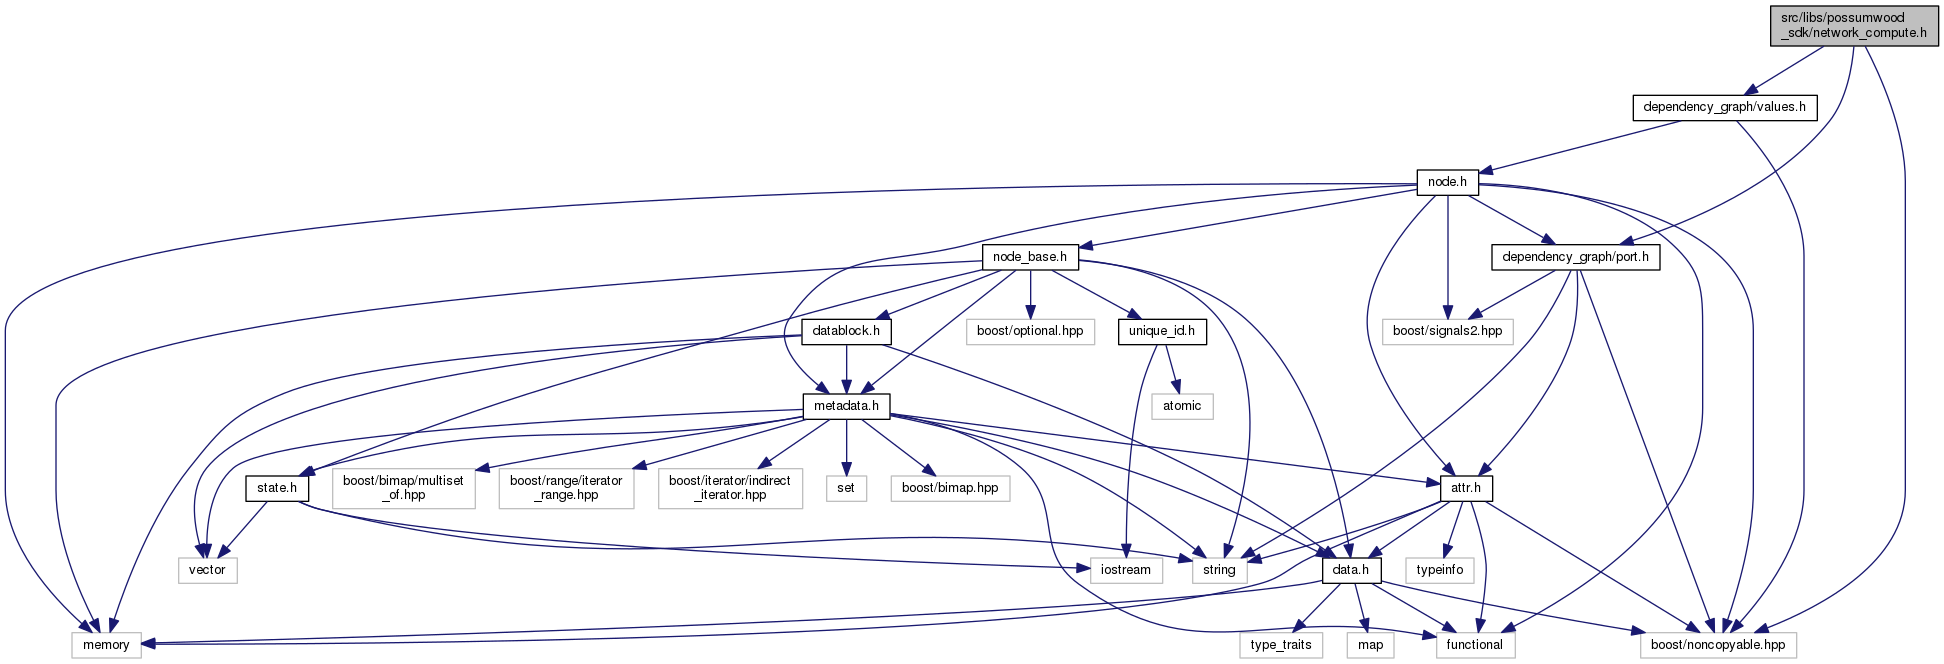 src/libs/possumwood
_sdk/network_compute.h
dependency_graph/values.h
node.h
node_base.h
dependency_graph/port.h
datablock.h
boost/optional.hpp
unique_id.h
boost/signals2.hpp
metadata.h
atomic
state.h
boost/bimap/multiset
_of.hpp
boost/range/iterator
_range.hpp
boost/iterator/indirect
_iterator.hpp
set
boost/bimap.hpp
attr.h
vector
iostream
string
data.h
typeinfo
memory
type_traits
map
functional
boost/noncopyable.hpp